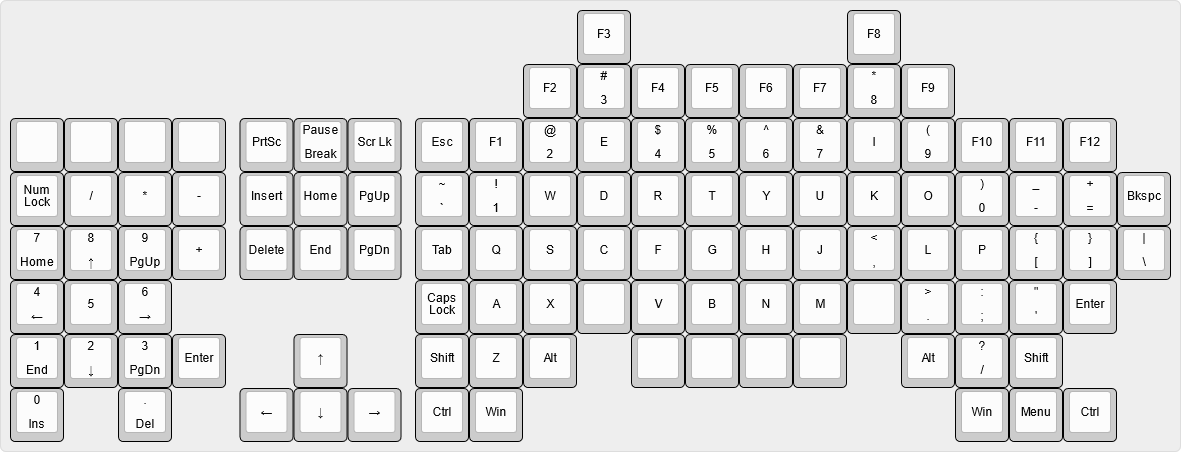 F3 F8
F2 # F4 F5 F6 F7 * F9
3 8
PrtSc Pause Break Scr Lk Esc F1 @ E $ % ^ & I ( F10 F11 F12
2 4 5 6 7 9
Num Lock / * - Insert Home PgUp ~ ! W D R T Y U K O ) _ + Bkspc
` 1 0 - =
7 8 9 + Delete End PgDn Tab Q S C F G H J < L P { } |
Home ↑ PgUp , [ ] \
4 5 6 Caps Lock A X V B N M > : " Enter
← → . ; '
1 2 3 Enter ↑ Shift Z Alt Alt ? Shift
End ↓ PgDn /
0 . ← ↓ → Ctrl Win Win Menu Ctrl
Ins Del